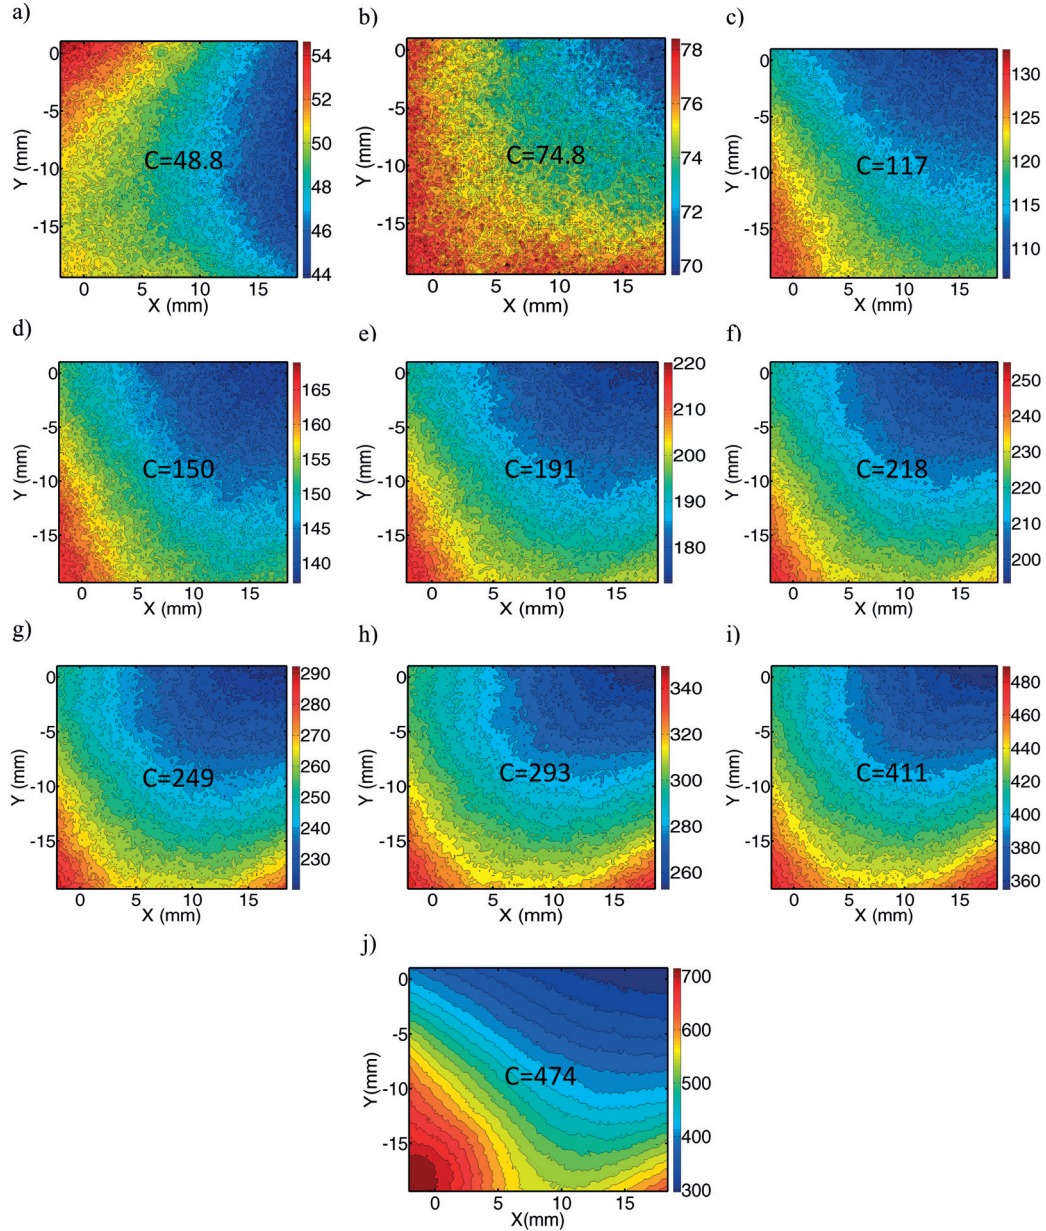 a) b) c)
0 -5 -10 -15
Y (mm)
C=48.8
0 5 10 15
X (mm)
54 52 50 48 46 44
0 -5 -10 -15
Y (mm)
C=74.8
0 5 10 15
X (mm)
78 76 74 72 70
0 -5 -10 -15
Y (mm)
C=117
0 5 10 15
X (mm)
130 125 120 115 110
d) e) f)
0 -5 -10 -15
Y (mm)
C=150
0 5 10 15
X (mm)
165 160 155 150 145 140
0 -5 -10 -15
Y (mm)
C=191
0 5 10 15
X (mm)
220 210 200 190 180
0 -5 -10 -15
Y (mm)
C=218
0 5 10 15
X (mm)
250 240 230 220 210 200
g) h) i)
0 -5 -10 -15
Y (mm)
C=249
0 5 10 15
X (mm)
290 280 270 260 250 240 230
0 -5 -10 -15
Y (mm)
C=293
0 5 10 15
X (mm)
340 320 300 280 260
0 -5 -10 -15
Y (mm)
C=411
0 5 10 15
X (mm)
480 460 440 420 400 380 360
j)
0 -5 -10 -15
Y(mm)
C=474
0 5 10 15
X(mm)
700 600 500 400 300